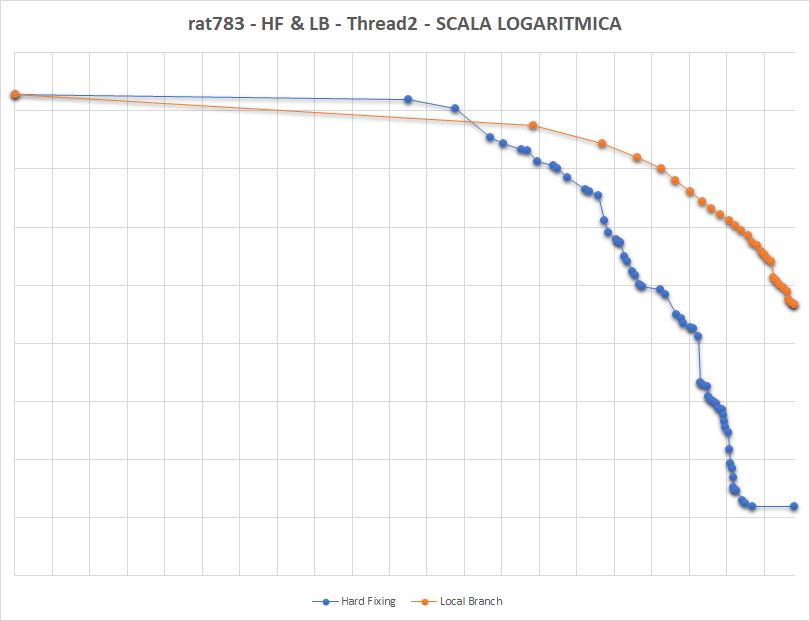 rat783 - HF & LB - Thread2 - SCALA LOGARITMICA
Hard Fixing
Local Branch